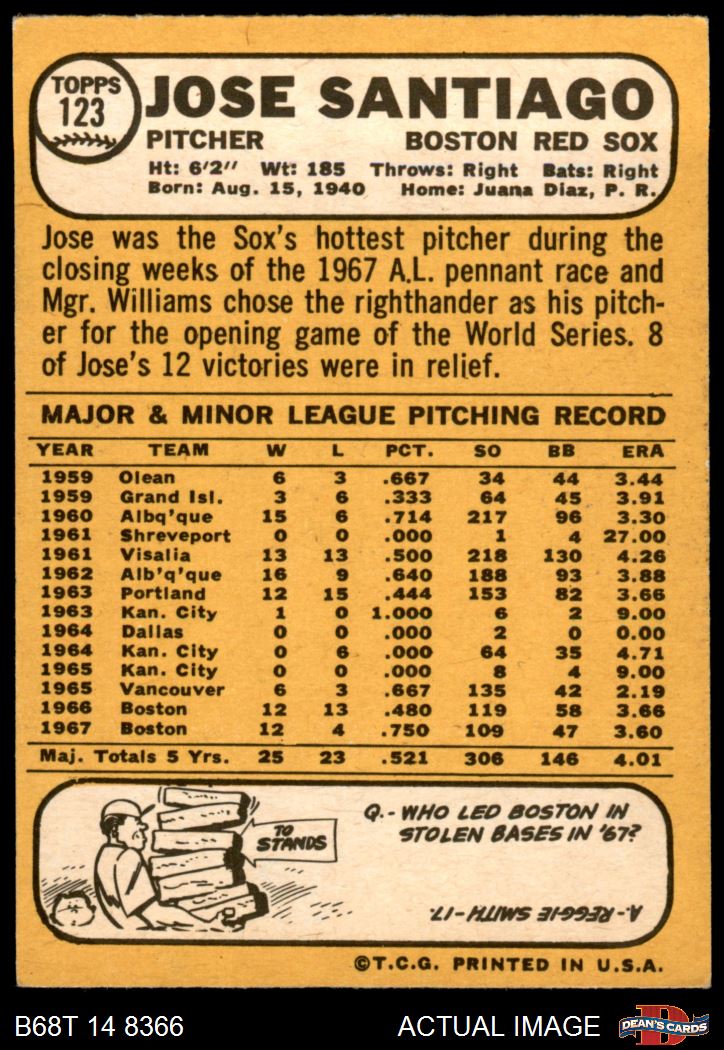 TOPPS
123
JOSE SANTIAGO
PITCHER BOSTON RED SOX
Ht: 6'2" Wt: 185 Throws: Right Bats: Right
Born: Aug. 15, 1940 Home: Juana Diaz, P. R.
Jose was the Sox's hottest pitcher during the
closing weeks of the 1967 A.L. pennant race and
Mgr. Williams chose the righthander as his pitch-
er for the opening game of the World Series. 8
of Jose's 12 victories were in relief.
MAJOR & MINOR LEAGUE PITCHING RECORD
YEAR TEAM W L PCT. SO BB ERA
1959 Olean 6 3 .667 34 44 3.44
1959 Grand Isl. 3 6 .333 64 45 3.91
1960 Albq'que 15 6 .714 217 96 3.30
1961 Shreveport 0 0 .000 1 4 27.00
1961 Visalia 13 13 .500 218 130 4.26
1962 Alb'q'que 16 9 .640 188 93 3.88
1963 Portland 12 15 .444 153 82 3.66
1963 Kan. City 1 0 1.000 6 2 9.00
1964 Dallas 0 0 .000 2 0 0.00
1964 Kan. City 0 6 .000 64 35 4.71
1965 Kan. City 0 0 .000 8 4 9.00
1965 Vancouver 6 3 .667 135 42 2.19
1966 Boston 12 13 .480 119 58 3.66
1967 Boston 12 4 .750 109 47 3.60
Maj. Totals 5 Yrs. 25 23 .521 306 146 4.01
TO
STANDS
Q.- WHO LED BOSTON IN
STOLEN BASES IN '67?
A.- REGGIE SMITH - 17.
©T.C.G. PRINTED IN U.S.A.
B68T 14 8366 ACTUAL IMAGE
D
DEAN'S CARDS